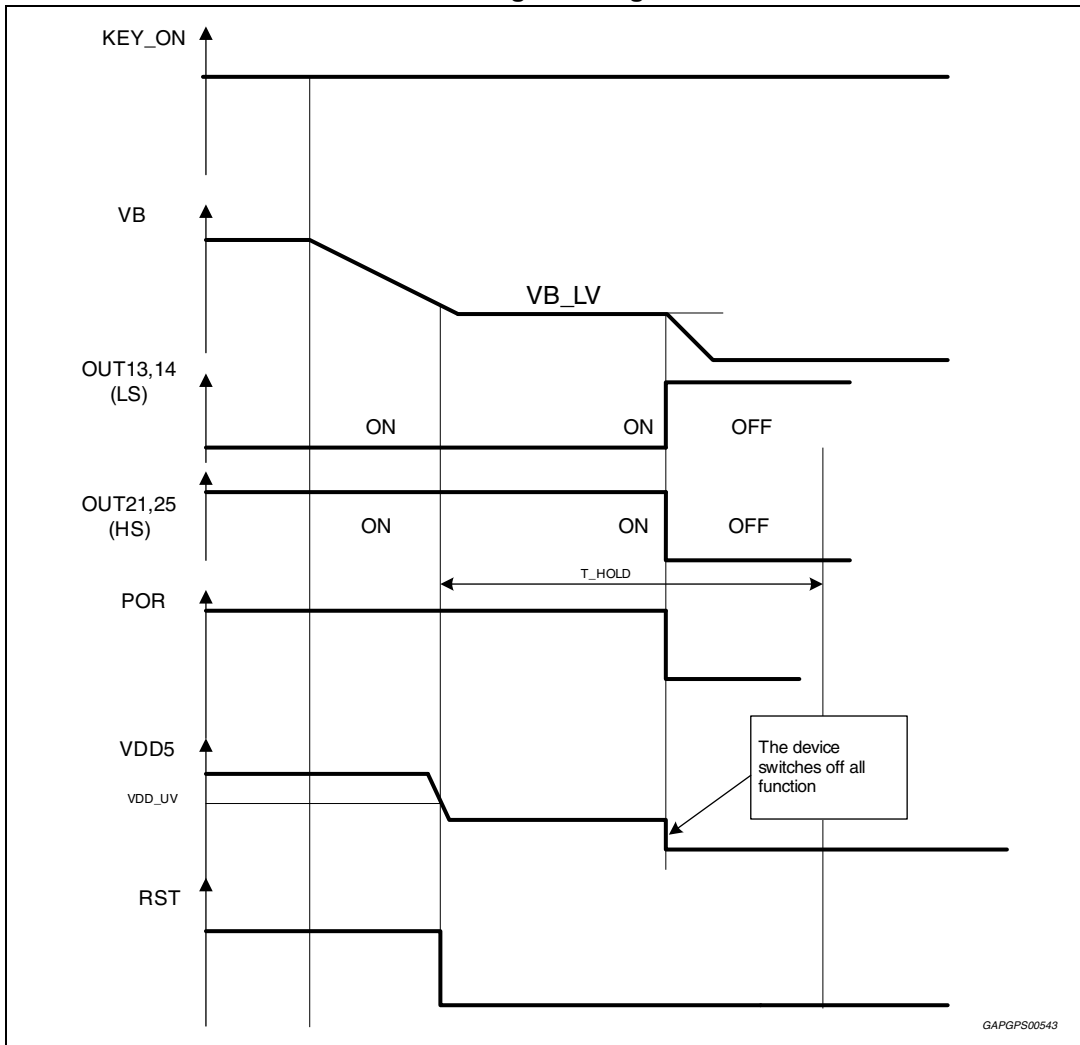 KEY_ON
VB
VB_LV
OUT13,14
(LS)
ON
ON
OFF
OUT21,25
(HS)
ON
ON
OFF
T_HOLD
POR
The device
switches off all
function
VDD5
VDD_UV
RST
GAPGPS00543